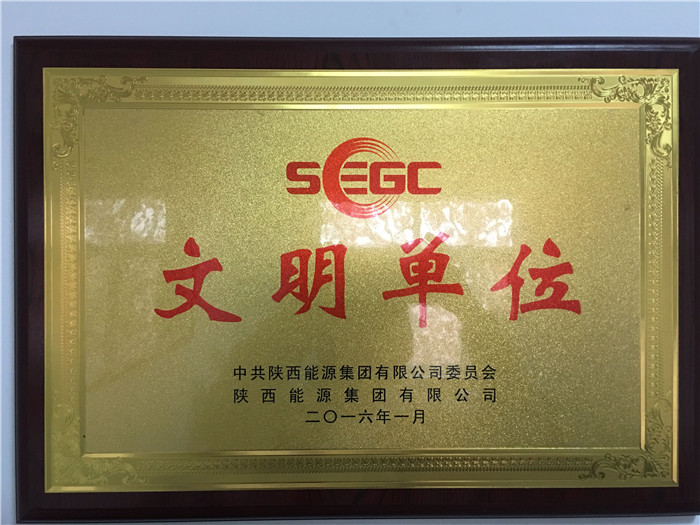 SEGC
文明单位
中共陕西能源集团有限公司委员会
陕西能源集团有限公司
二〇一六年一月